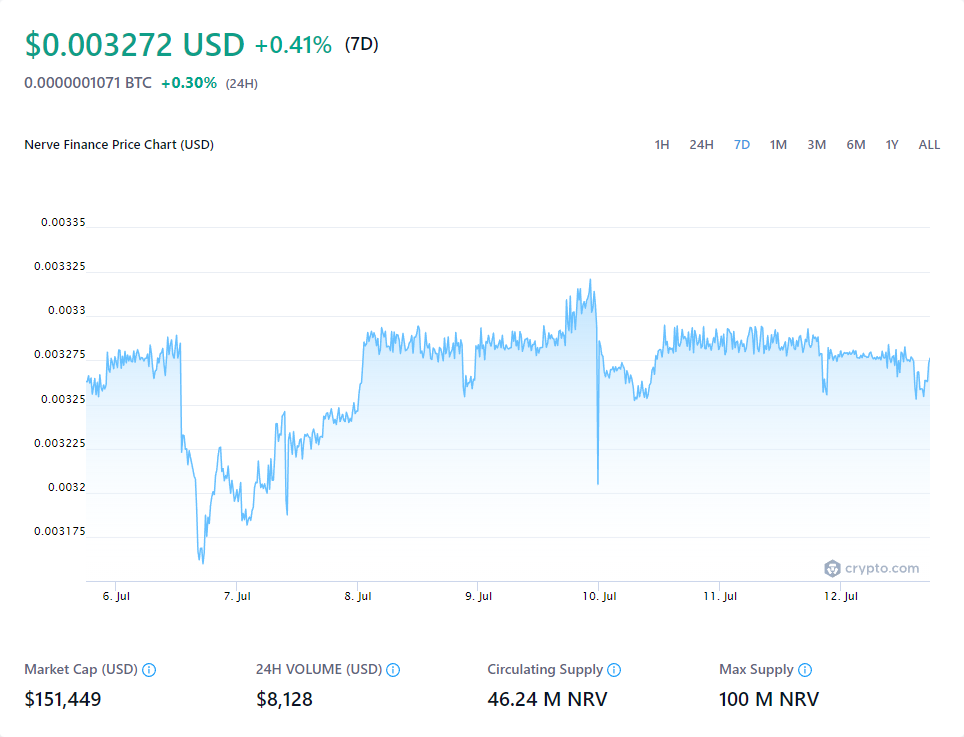 $0.003272 USD +0.41% (7D)
0.0000001071 BTC +0.30% (24H)
Nerve Finance Price Chart (USD) 1H 24H 7D 1M 3M 6M 1Y ALL
0.00335
0.003325
0.0033
0.003275
0.00325
0.003225
0.0032
0.003175
crypto.com
6. Jul 7. Jul 8. Jul 9. Jul 10. Jul 11. Jul 12. Jul
Market Cap (USD) 24H VOLUME (USD) Circulating Supply Max Supply
$151,449 $8,128 46.24 M NRV 100 M NRV